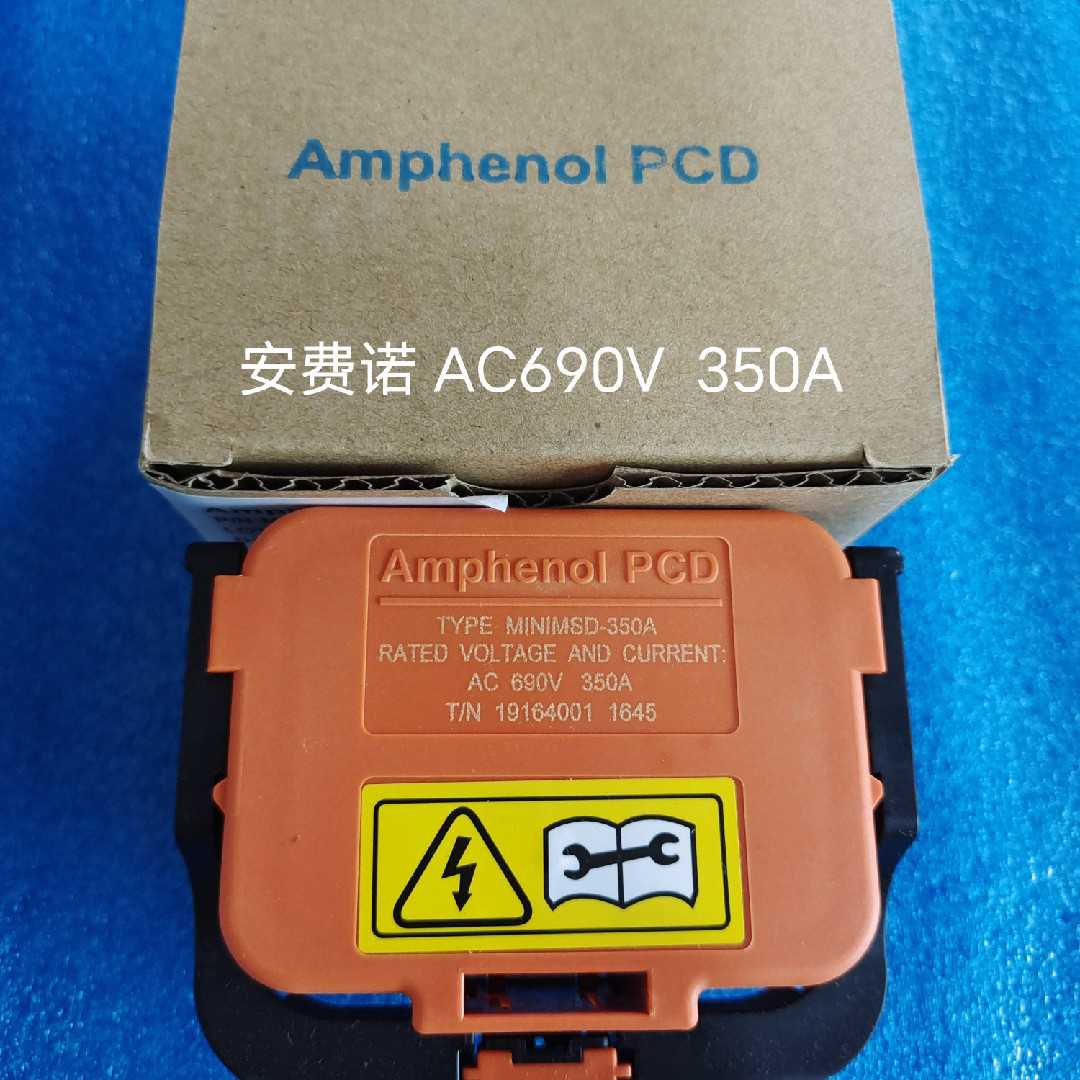 Amphenol PCD
安费诺 AC690V 350A
Amphenol PCD
TYPE MINIMSD-350A
RATED VOLTAGE AND CURRENT:
AC 690V 350A
T/N 19164001 1645